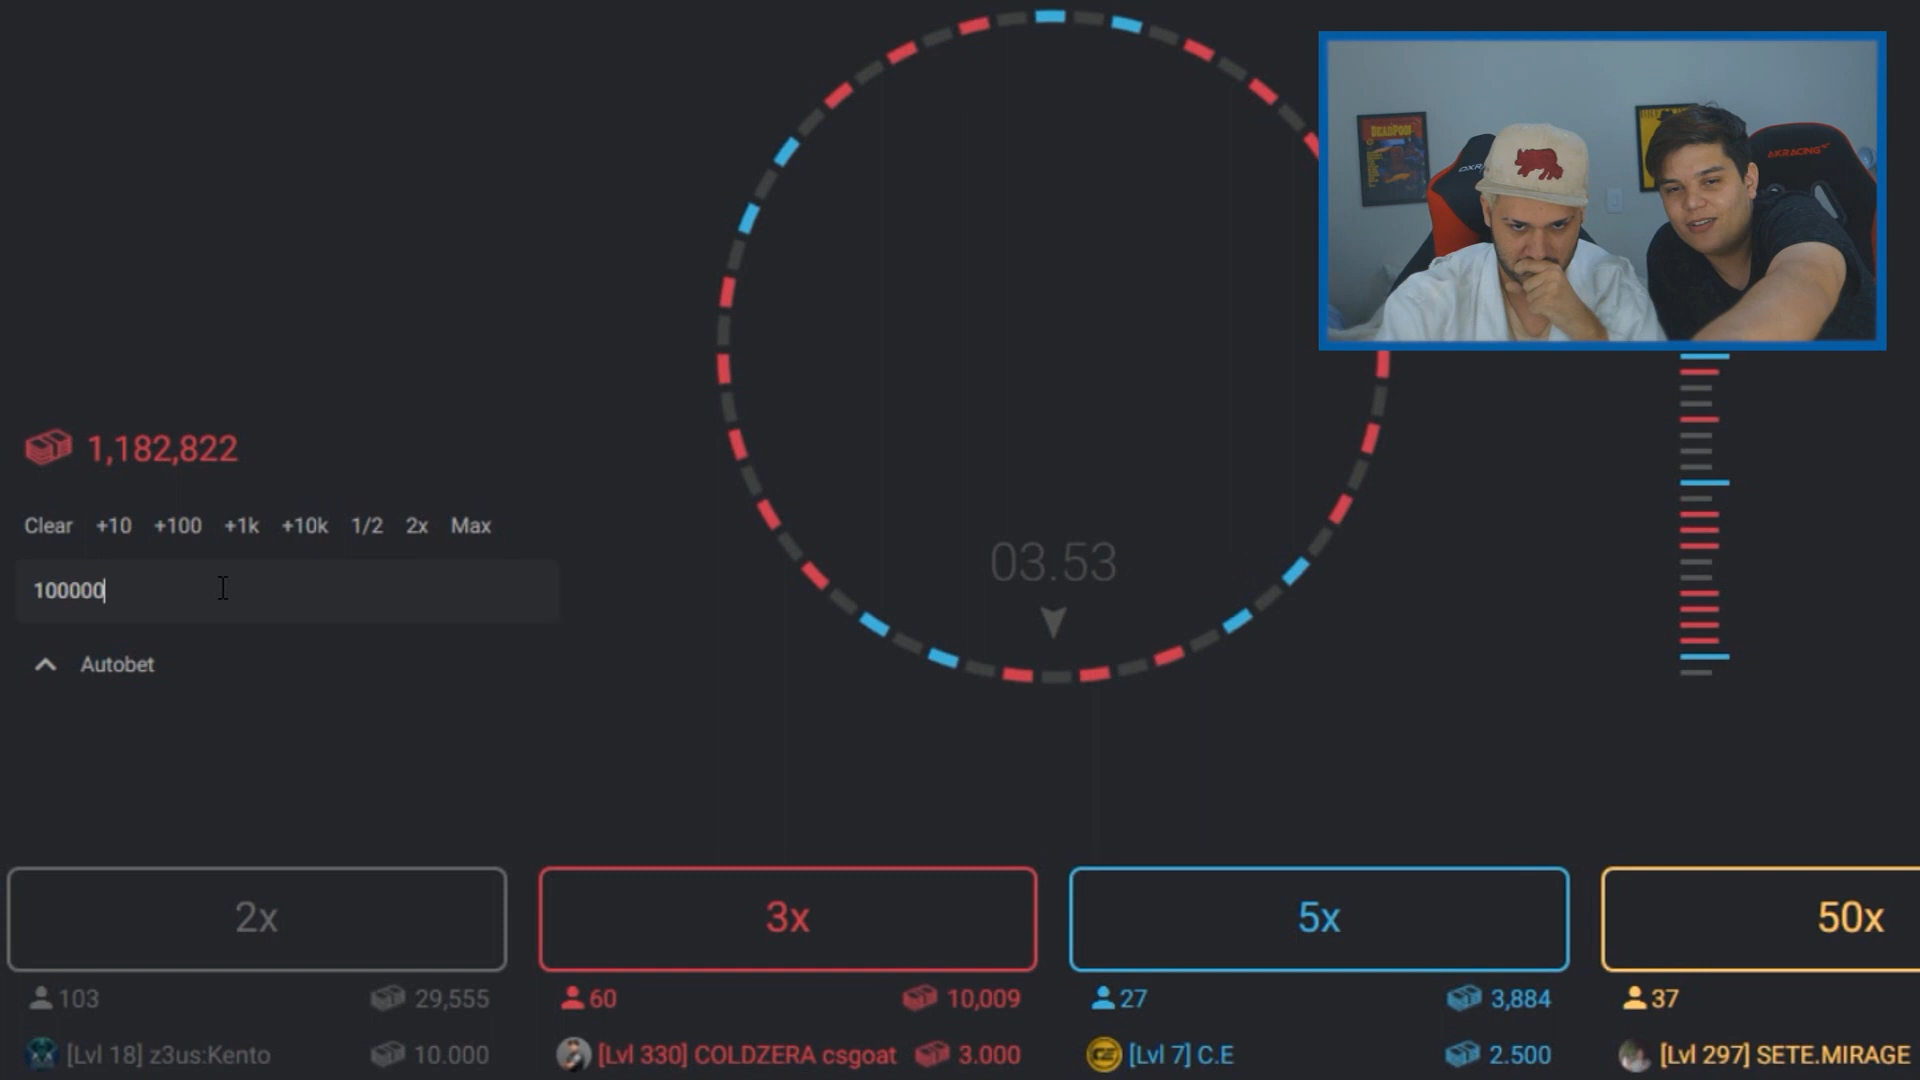 DEADPOOL
AKRACING
1,182,822
Clear +10 +100 +1k +10k 1/2 2x Max
100000
Autobet
03.53
2x 3x 5x 50x
103 29,555 60 10,009 27 3,884 37
[Lvl 18] z3us:Kento 10.000 [Lvl 330] COLDZERA csgoat 3.000 [Lvl 7] C.E 2.500 [Lvl 297] SETE.MIRAGE